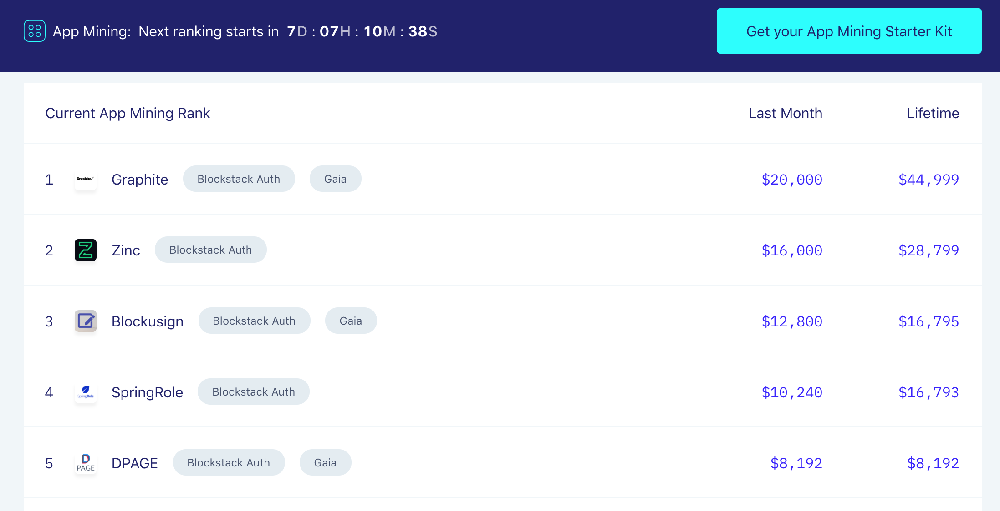 App Mining: Next ranking starts in 7D : 07H : 10M : 38S
Get your App Mining Starter Kit
Current App Mining Rank Last Month Lifetime
1 Graphite. Graphite Blockstack Auth Gaia $20,000 $44,999
2 Zinc Blockstack Auth $16,000 $28,799
3 Blockusign Blockstack Auth Gaia $12,800 $16,795
4 SpringRole SpringRole Blockstack Auth $10,240 $16,793
5 D PAGE DPAGE Blockstack Auth Gaia $8,192 $8,192